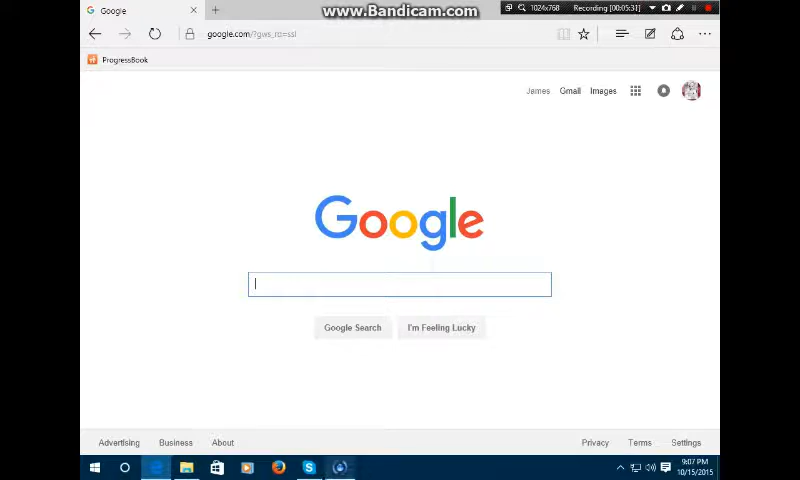 www.Bandicam.com
1024x768 Recording [00:05:31]
Google
google.com/?gws_rd=ssl
ProgressBook
James Gmail Images
Google
Google Search I'm Feeling Lucky
Advertising Business About Privacy Terms Settings
9:07 PM
10/15/2015